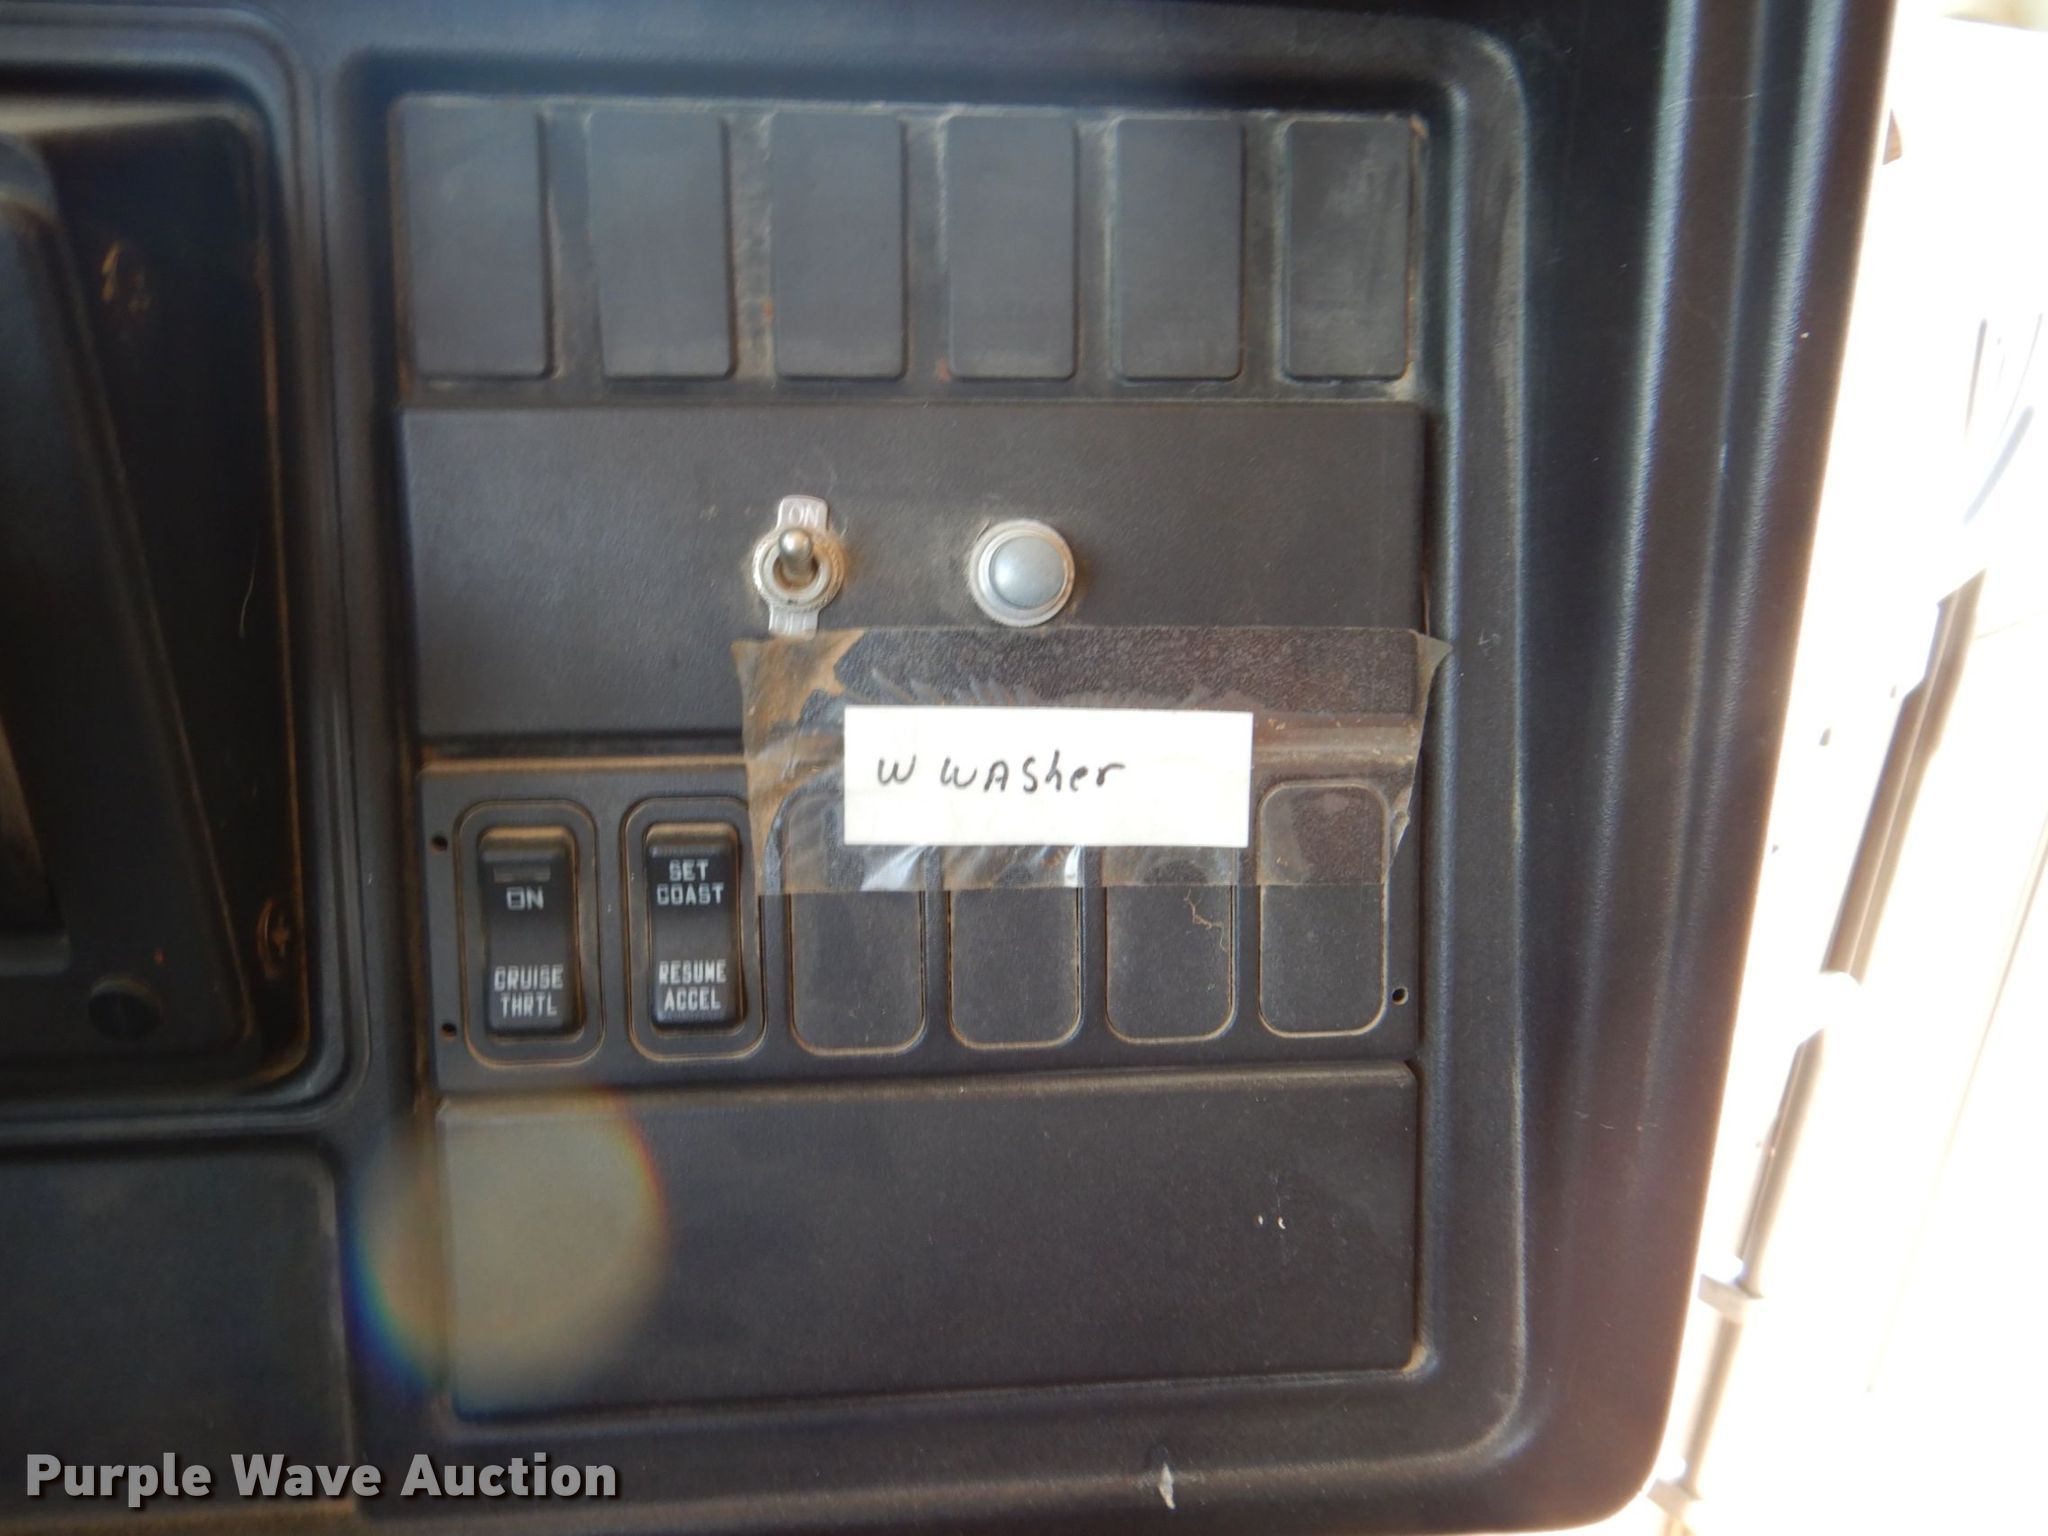 ON
W WASher
ON
CRUISE
THRTL
SET
COAST
RESUME
ACCEL
Purple Wave Auction